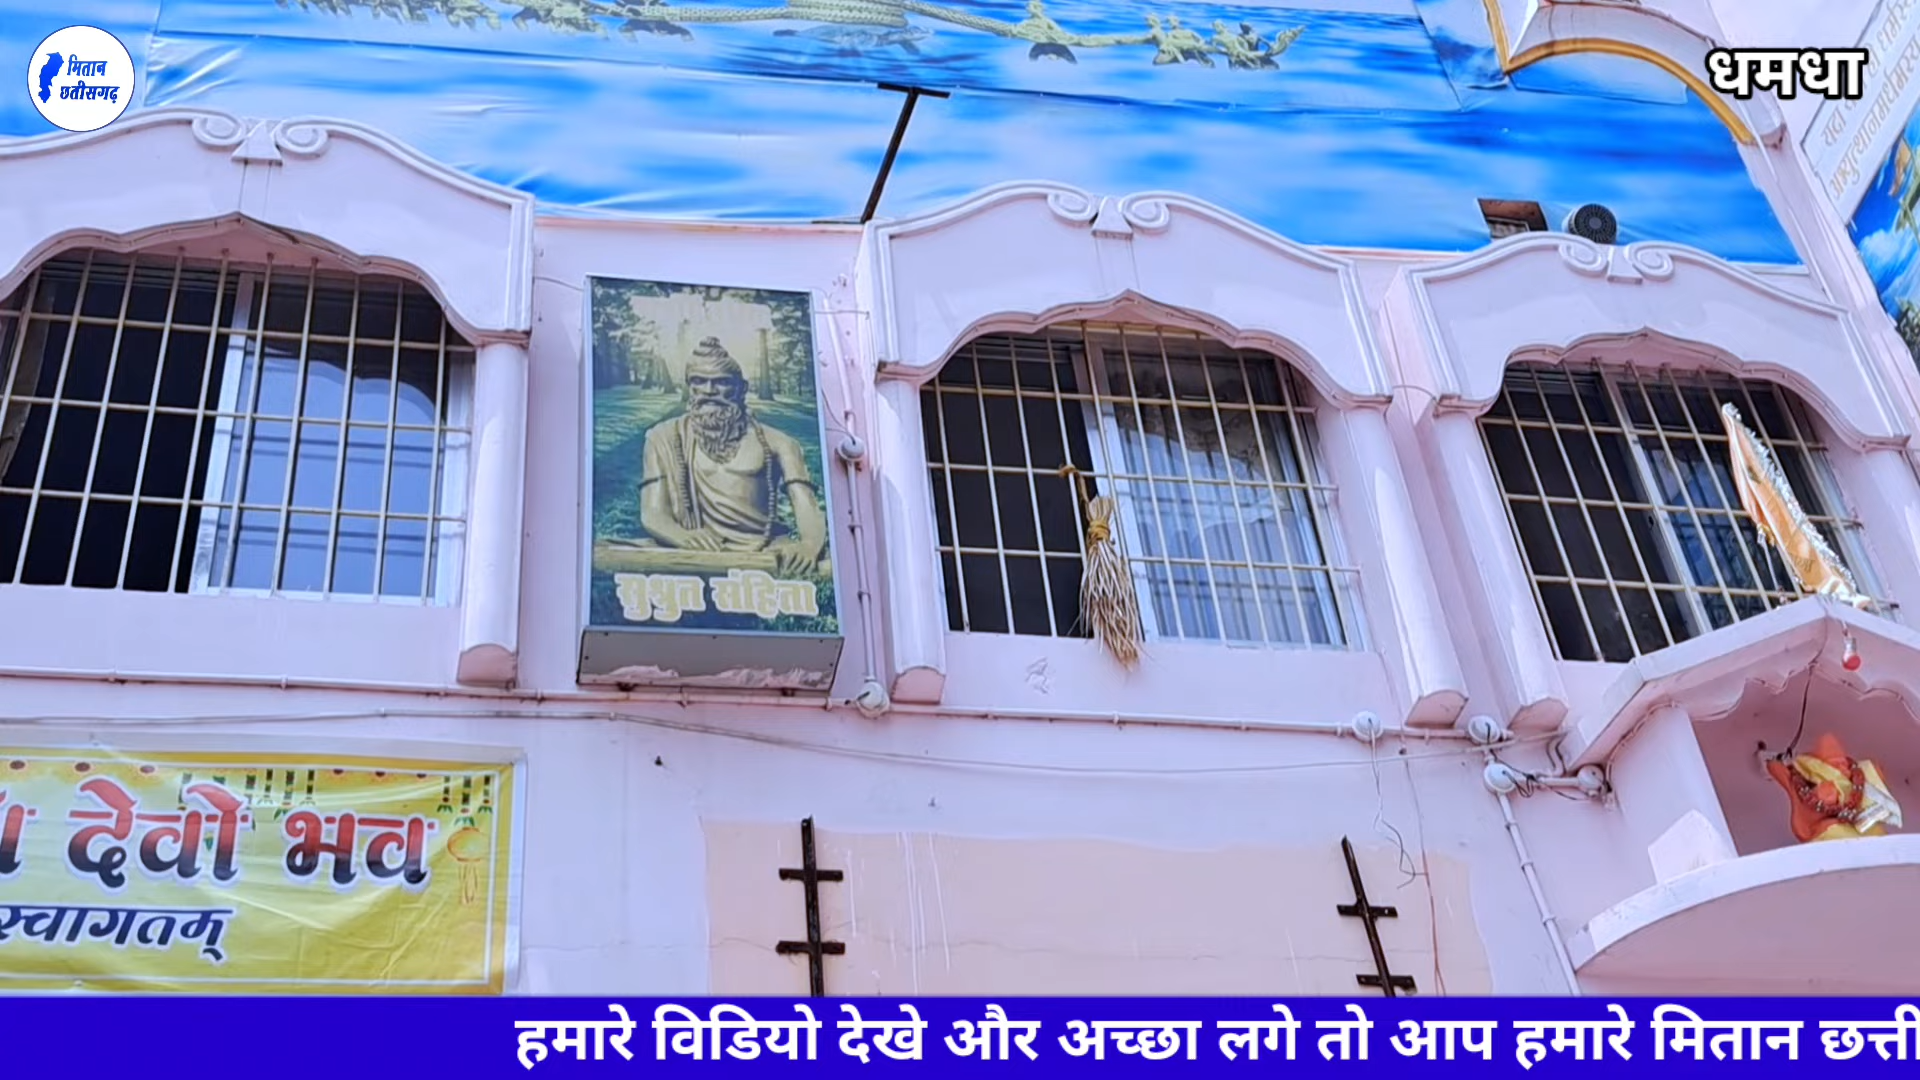 मितान
छत्तीसगढ़
धमधा
सुश्रुत संहिता
देवो भव
स्वागतम्
हमारे विडियो देखे और अच्छा लगे तो आप हमारे मितान छत्ती